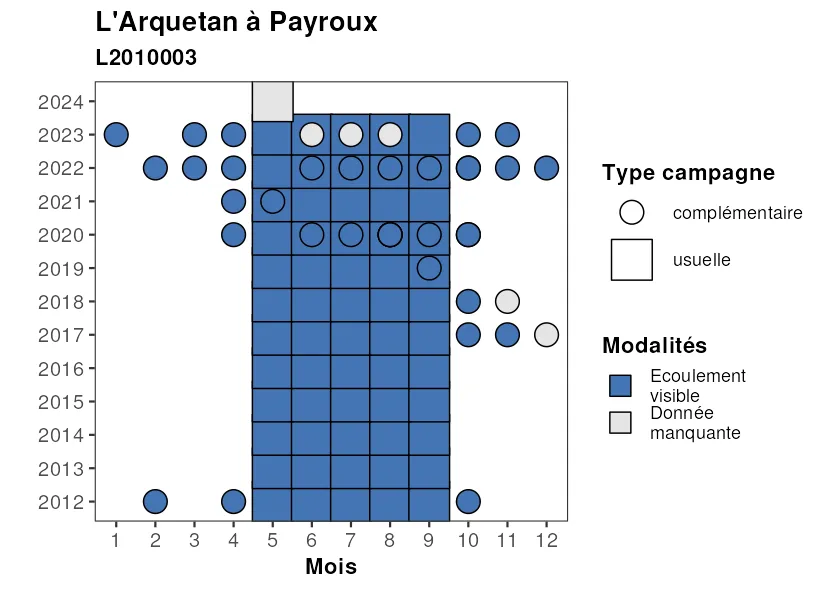 L'Arquetan à Payroux
L2010003
2024
2023
2022
2021
2020
2019
2018
2017
2016
2015
2014
2013
2012
1 2 3 4 5 6 7 8 9 10 11 12
Mois
Type campagne
complémentaire
usuelle
Modalités
Ecoulement
visible
Donnée
manquante